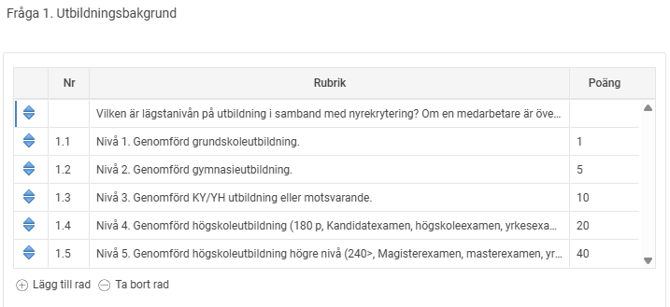 Fråga 1. Utbildningsbakgrund
Nr Rubrik Poäng
Vilken är lägstanivån på utbildning i samband med nyrekrytering? Om en medarbetare är öve...
1.1 Nivå 1. Genomförd grundskoleutbildning. 1
1.2 Nivå 2. Genomförd gymnasieutbildning. 5
1.3 Nivå 3. Genomförd KY/YH utbildning eller motsvarande. 10
1.4 Nivå 4. Genomförd högskoleutbildning (180 p, Kandidatexamen, högskoleexamen, yrkesexa... 20
1.5 Nivå 5. Genomförd högskoleutbildning högre nivå (240>, Magisterexamen, masterexamen, yr... 40
Lägg till rad Ta bort rad